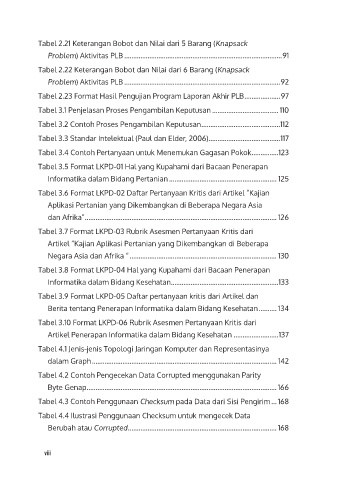 Tabel 2.21 Keterangan Bobot dan Nilai dari 5 Barang (Knapsack
Problem) Aktivitas PLB ........................................................................................91
Tabel 2.22 Keterangan Bobot dan Nilai dari 6 Barang (Knapsack
Problem) Aktivitas PLB ........................................................................................92
Tabel 2.23 Format Hasil Pengujian Program Laporan Akhir PLB....................97
Tabel 3.1 Penjelasan Proses Pengambilan Keputusan .....................................110
Tabel 3.2 Contoh Proses Pengambilan Keputusan...........................................112
Tabel 3.3 Standar Intelektual (Paul dan Elder, 2006).......................................117
Tabel 3.4 Contoh Pertanyaan untuk Menemukan Gagasan Pokok...............123
Tabel 3.5 Format LKPD-01 Hal yang Kupahami dari Bacaan Penerapan
Informatika dalam Bidang Pertanian ........................................................... 125
Tabel 3.6 Format LKPD-02 Daftar Pertanyaan Kritis dari Artikel “Kajian
Aplikasi Pertanian yang Dikembangkan di Beberapa Negara Asia
dan Afrika”........................................................................................................... 126
Tabel 3.7 Format LKPD-03 Rubrik Asesmen Pertanyaan Kritis dari
Artikel “Kajian Aplikasi Pertanian yang Dikembangkan di Beberapa
Negara Asia dan Afrika ” .................................................................................. 130
Tabel 3.8 Format LKPD-04 Hal yang Kupahami dari Bacaan Penerapan
Informatika dalam Bidang Kesehatan...........................................................133
Tabel 3.9 Format LKPD-05 Daftar pertanyaan kritis dari Artikel dan
Berita tentang Penerapan Informatika dalam Bidang Kesehatan .......... 134
Tabel 3.10 Format LKPD-06 Rubrik Asesmen Pertanyaan Kritis dari
Artikel Penerapan Informatika dalam Bidang Kesehatan .........................137
Tabel 4.1 Jenis-jenis Topologi Jaringan Komputer dan Representasinya
dalam Graph........................................................................................................ 142
Tabel 4.2 Contoh Pengecekan Data Corrupted menggunakan Parity
Byte Genap.......................................................................................................... 166
Tabel 4.3 Contoh Penggunaan Checksum pada Data dari Sisi Pengirim ... 168
Tabel 4.4 Ilustrasi Penggunaan Checksum untuk mengecek Data
Berubah atau Corrupted................................................................................... 168
viii